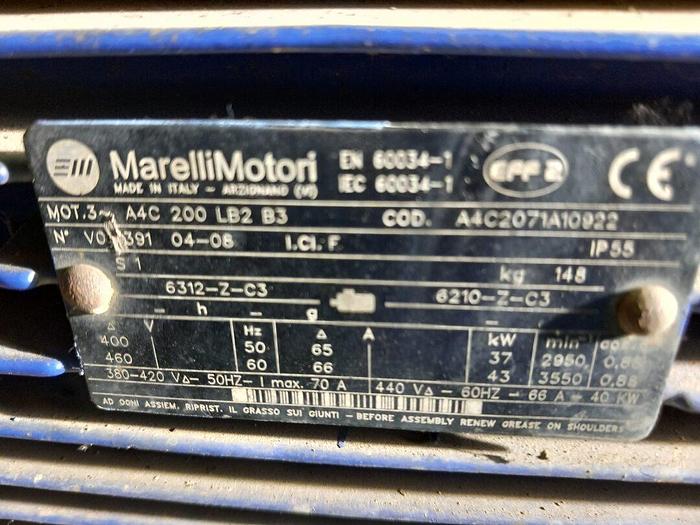 MarelliMotori
MADE IN ITALY - ARZIGNANO (VI)
EN 60034-1
IEC 60034-1
EFF 2
CE
MOT.3~ A4C 200 LB2 B3 COD. A4C2071A10922
N° 391 04-08 I.Cl. F IP55
S 1 kg 148
6312-Z-C3 6210-Z-C3
– h – g –
Δ V Hz Δ A kW min
400 50 65 37 2950
460 60 66 43 3550
380-420 VΔ- 50HZ- I max. 70 A 440 VΔ - 60HZ - 66 A - 40 KW
AD OGNI ASSIEM. RIPRIST. IL GRASSO SUI GIUNTI - BEFORE ASSEMBLY RENEW GREASE ON SHOULDERS